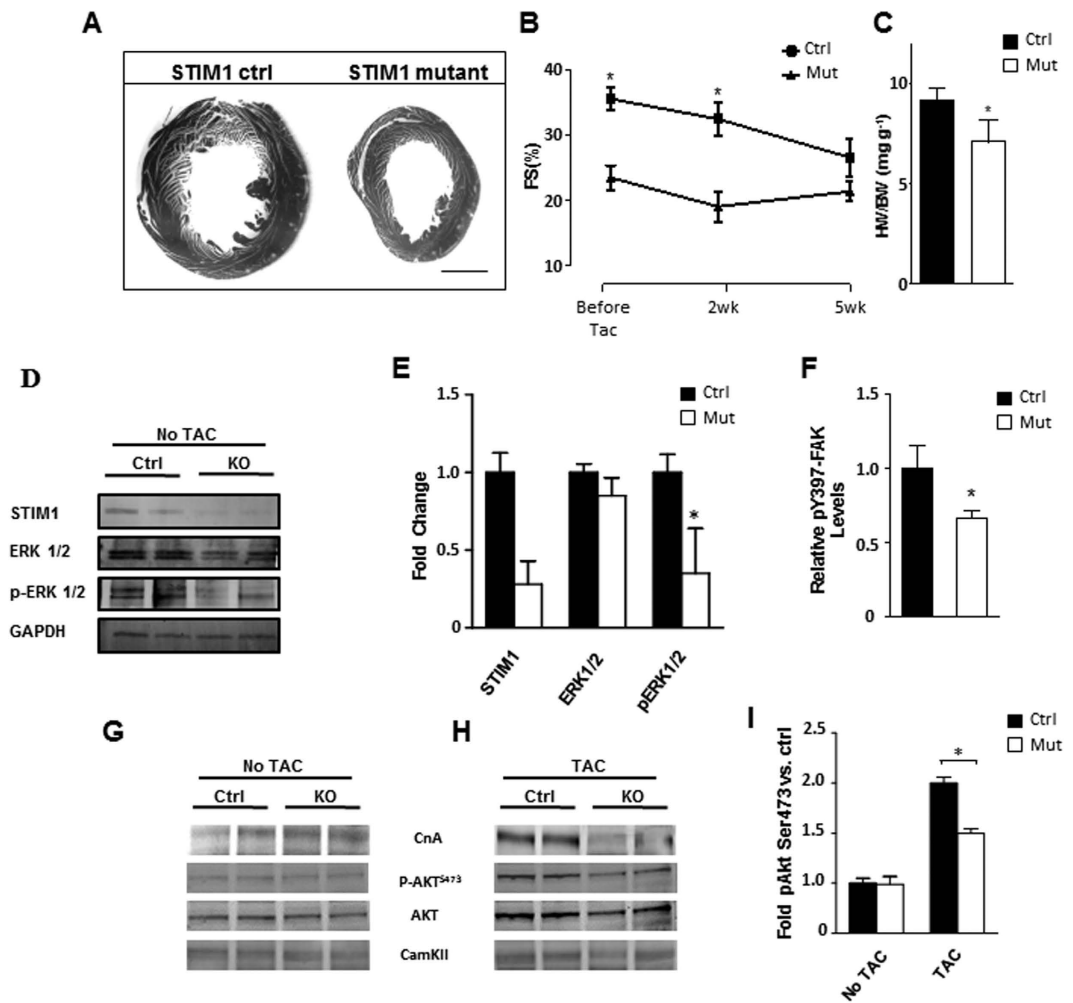 A
STIM1 ctrl
STIM1 mutant
B
Ctrl
Mut
*
*
40
30
20
10
FS(%)
Before
Tac
2wk
5wk
C
Ctrl
Mut
*
10
5
0
HW/BW (mg g⁻¹)
D
No TAC
Ctrl
KO
STIM1
ERK 1/2
p-ERK 1/2
GAPDH
E
Ctrl
Mut
1.5
1.0
0.5
0
Fold Change
*
STIM1
ERK1/2
pERK1/2
F
Ctrl
Mut
1.5
1.0
0.5
0
Relative pY397-FAK
Levels
*
G
No TAC
Ctrl
KO
H
TAC
Ctrl
KO
CnA
P-AKTS473
AKT
CamKII
I
Ctrl
Mut
2.5
2.0
1.5
1.0
0
Fold pAkt Ser473 vs. ctrl
*
No TAC
TAC